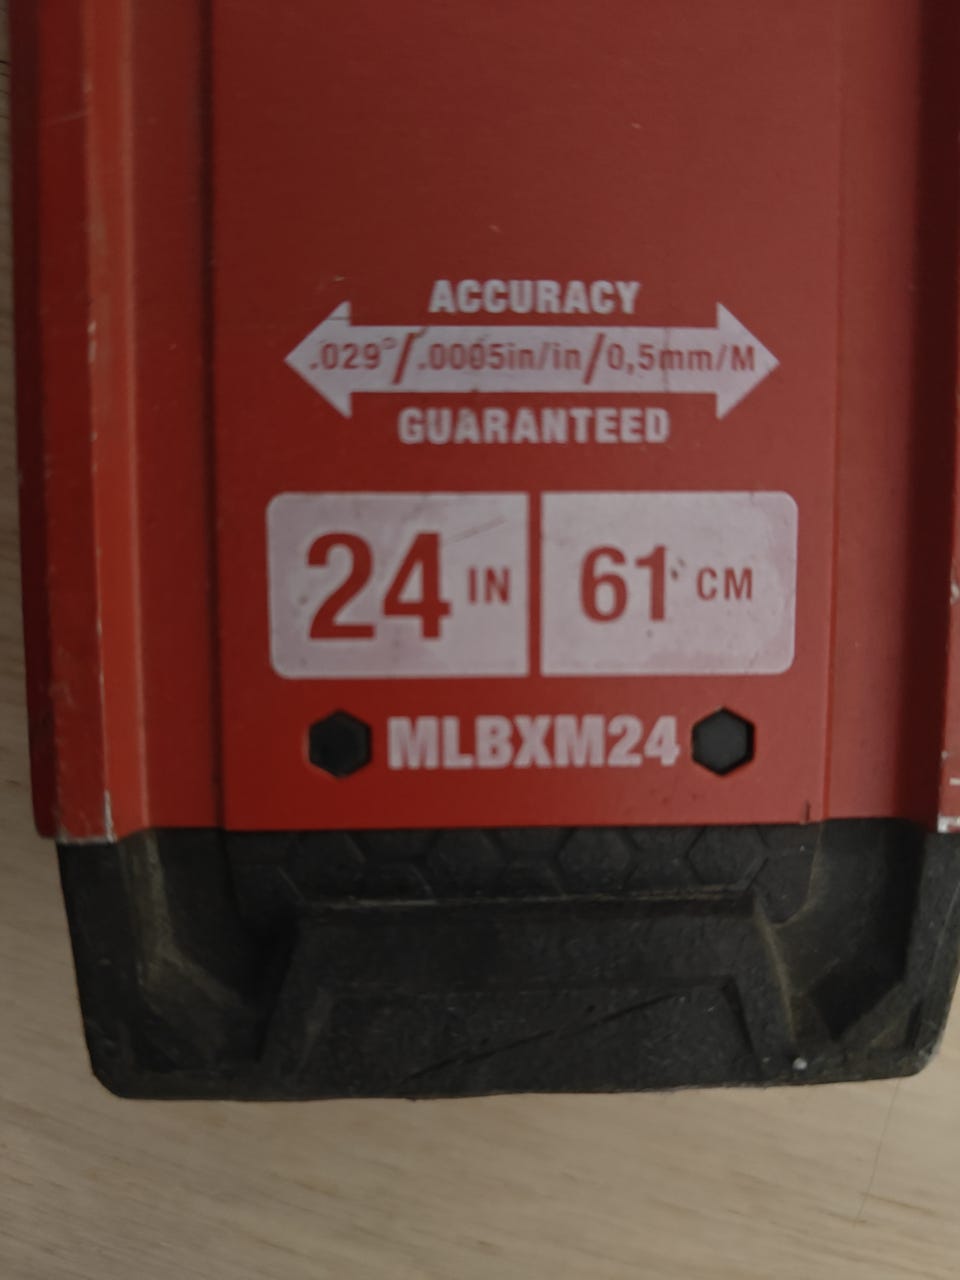 ACCURACY
.029°/.0005in/in/0,5mm/M
GUARANTEED
24 IN 61 CM
MLBXM24